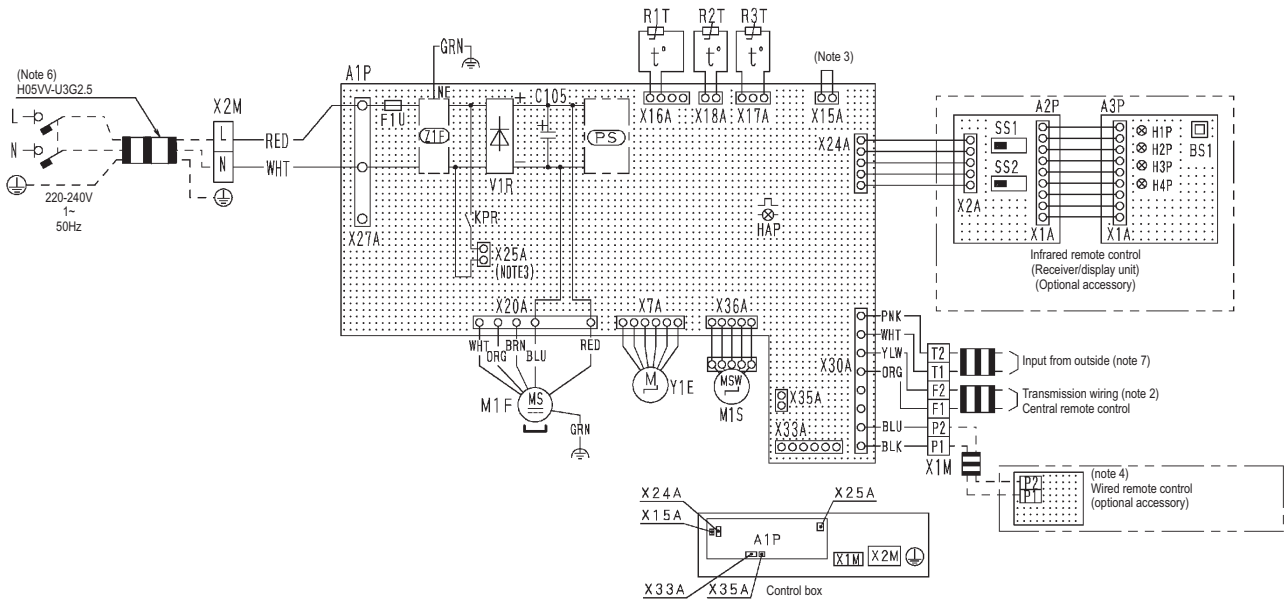 R1T
R2T
R3T
t°
t°
t°
(Note 3)
GRN
(Note 6)
H05VV-U3G2.5
A1P
X16A
X18A
X17A
X15A
X2M
L
L
RED
F1U
Z1F
C105
+
+
−
PS
V1R
N
N
WHT
220-240V
1~
50Hz
X27A
KPR
X25A
(NOTE3)
HAP
X24A
A2P
A3P
SS1
SS2
X2A
X1A
H1P
H2P
H3P
H4P
BS1
X1A
Infrared remote control
(Receiver/display unit)
(Optional accessory)
X20A
X7A
X36A
WHT
ORG
BRN
BLU
RED
M1F
MS
GRN
M
Y1E
MSW
M1S
X35A
X33A
X30A
PNK
WHT
YLW
ORG
BLU
BLK
T2
T1
F2
F1
P2
P1
X1M
Input from outside (note 7)
Transmission wiring (note 2)
Central remote control
(note 4)
Wired remote control
(optional accessory)
P2
P1
X24A
X15A
X25A
A1P
X1M
X2M
X33A
X35A
Control box